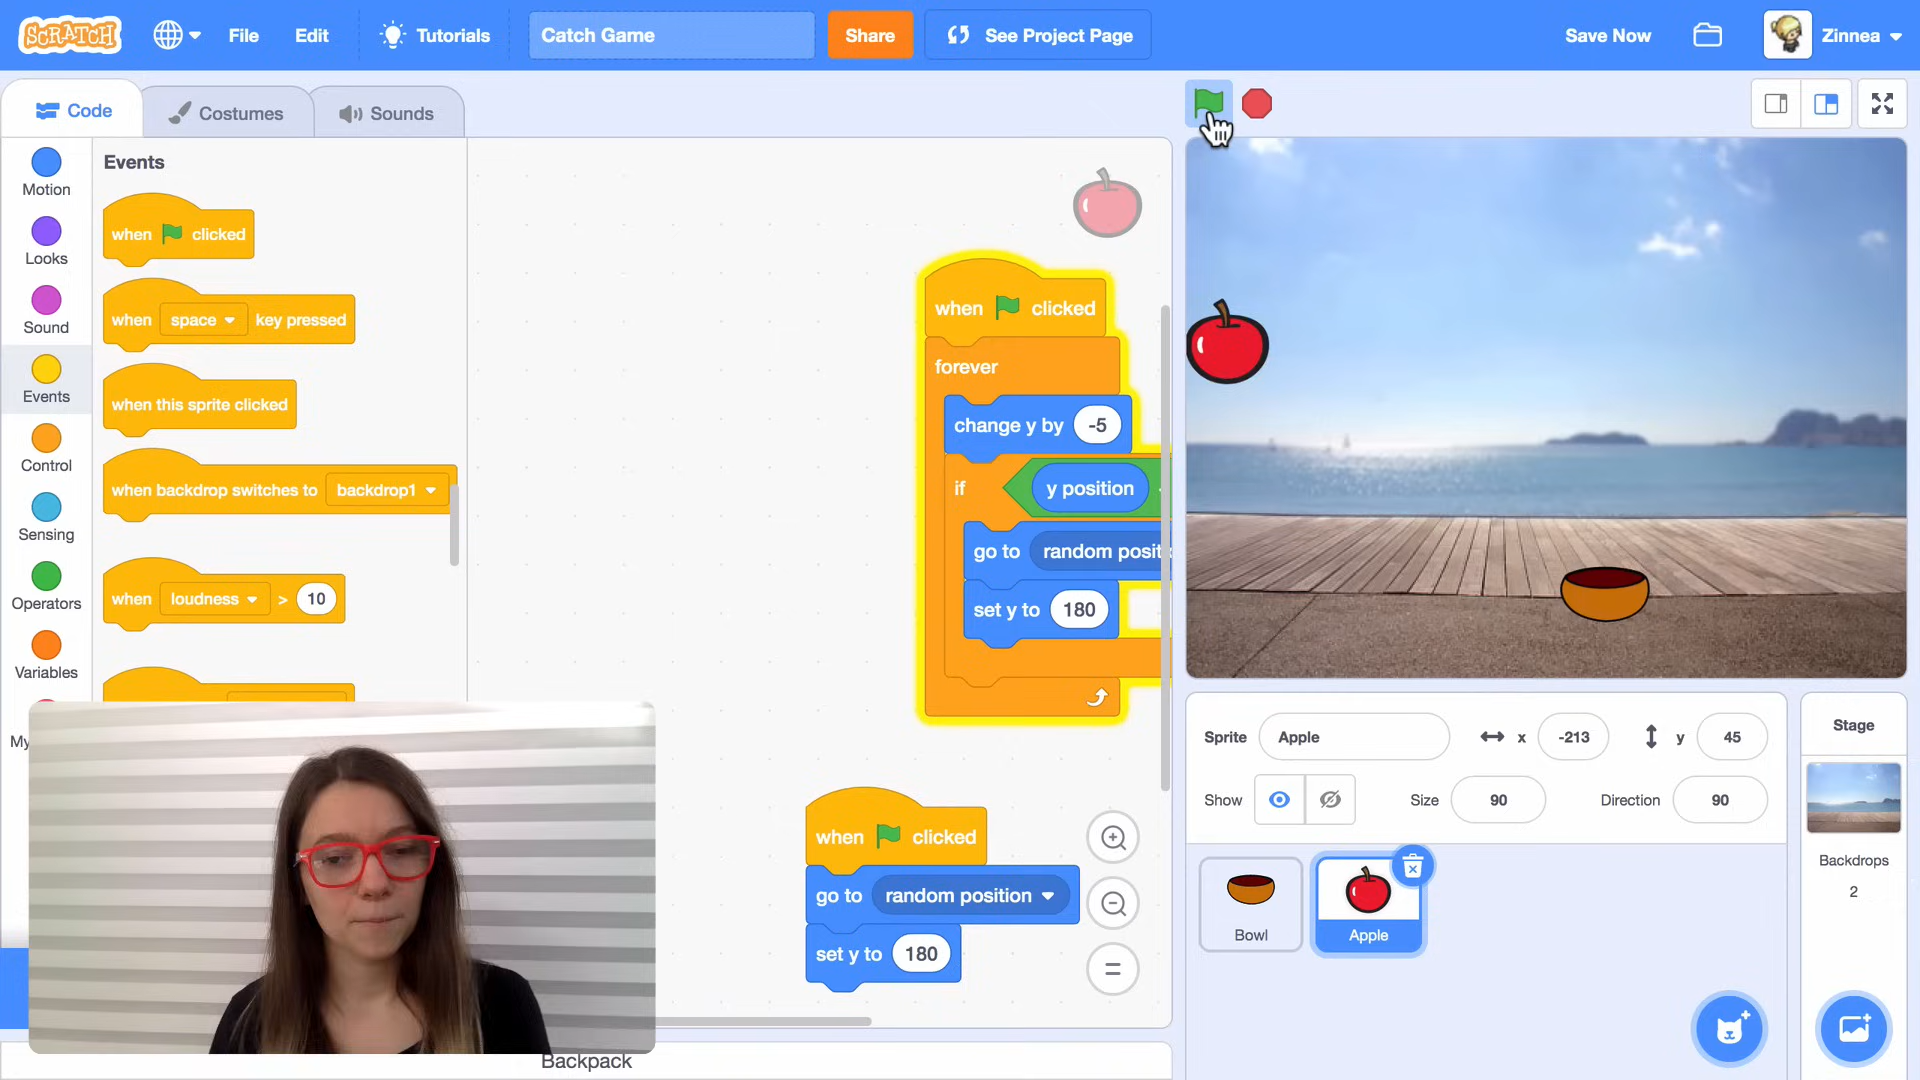 SCRATCH File Edit Tutorials Catch Game Share See Project Page Save Now Zinnea
Code Costumes Sounds
Motion
Looks
Sound
Events
Control
Sensing
Operators
Variables
My
Events
when clicked
when space key pressed
when this sprite clicked
when backdrop switches to backdrop1
when loudness > 10
when clicked
forever
change y by -5
if y position
go to random posit
set y to 180
when clicked
go to random position
set y to 180
Backpack
Sprite Apple x -213 y 45
Show Size 90 Direction 90
Bowl
Apple
Stage
Backdrops
2